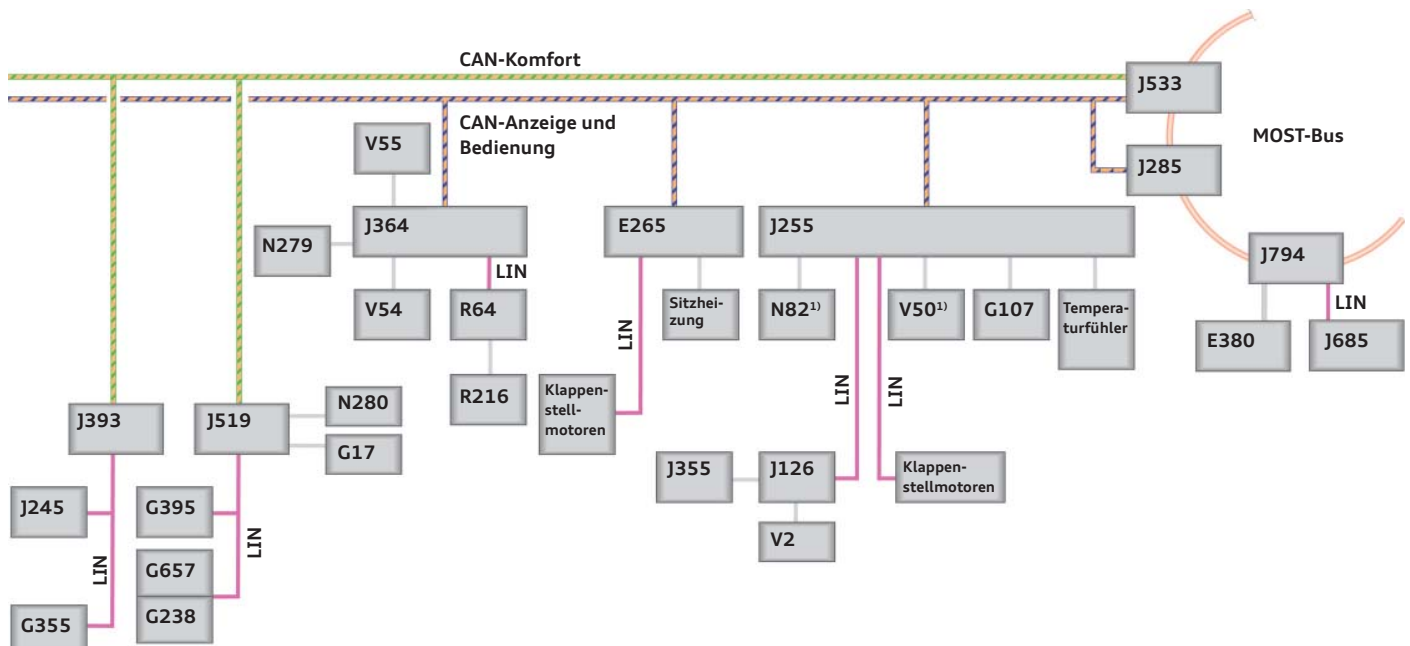 CAN-Komfort
J533
CAN-Anzeige und
Bedienung
MOST-Bus
V55
J285
J364
E265
J255
N279
J794
LIN
LIN
V54
R64
Sitzhei-
zung
N82¹⁾
V50¹⁾
G107
Tempera-
turfühler
E380
J685
LIN
R216
Klappen-
stell-
motoren
LIN
LIN
J393
J519
N280
G17
J355
J126
Klappen-
stellmotoren
V2
J245
G395
LIN
LIN
G657
G355
G238